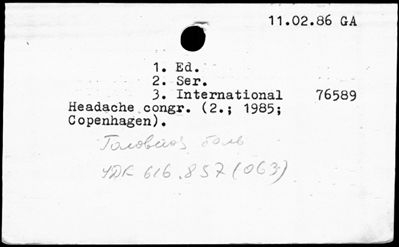 11.02.86 GA
1. Ed.
2. Ser.
3. International 76589
Headache congr. (2.; 1985;
Copenhagen).
Головная боль
УДК 616.857(063)